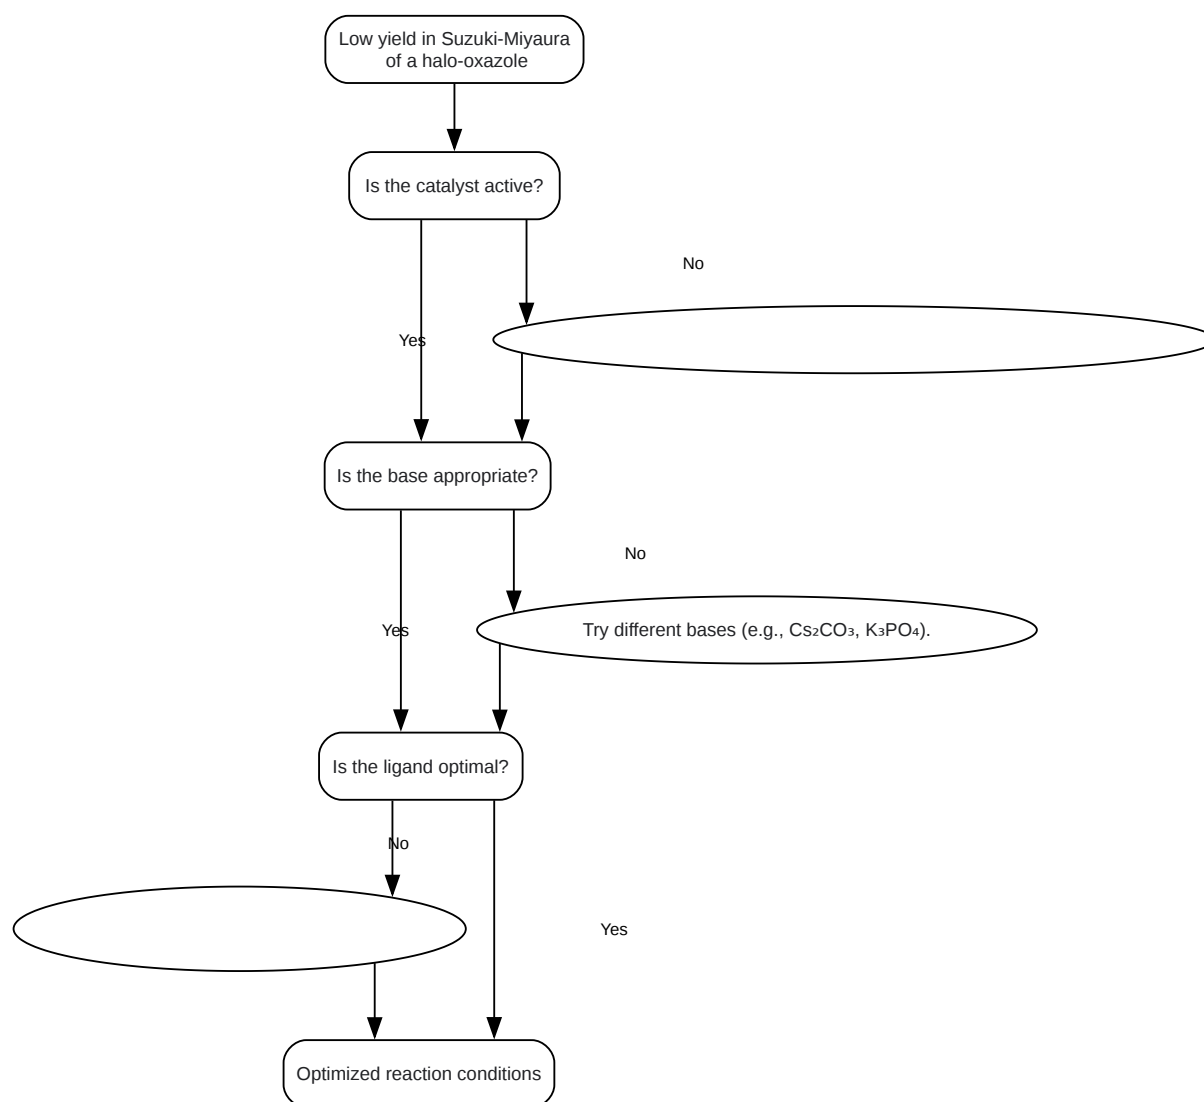 Low yield in Suzuki-Miyaura
of a halo-oxazole
Is the catalyst active?
No
Yes
Is the base appropriate?
No
Yes
Try different bases (e.g., Cs₂CO₃, K₃PO₄).
Is the ligand optimal?
No
Yes
Optimized reaction conditions